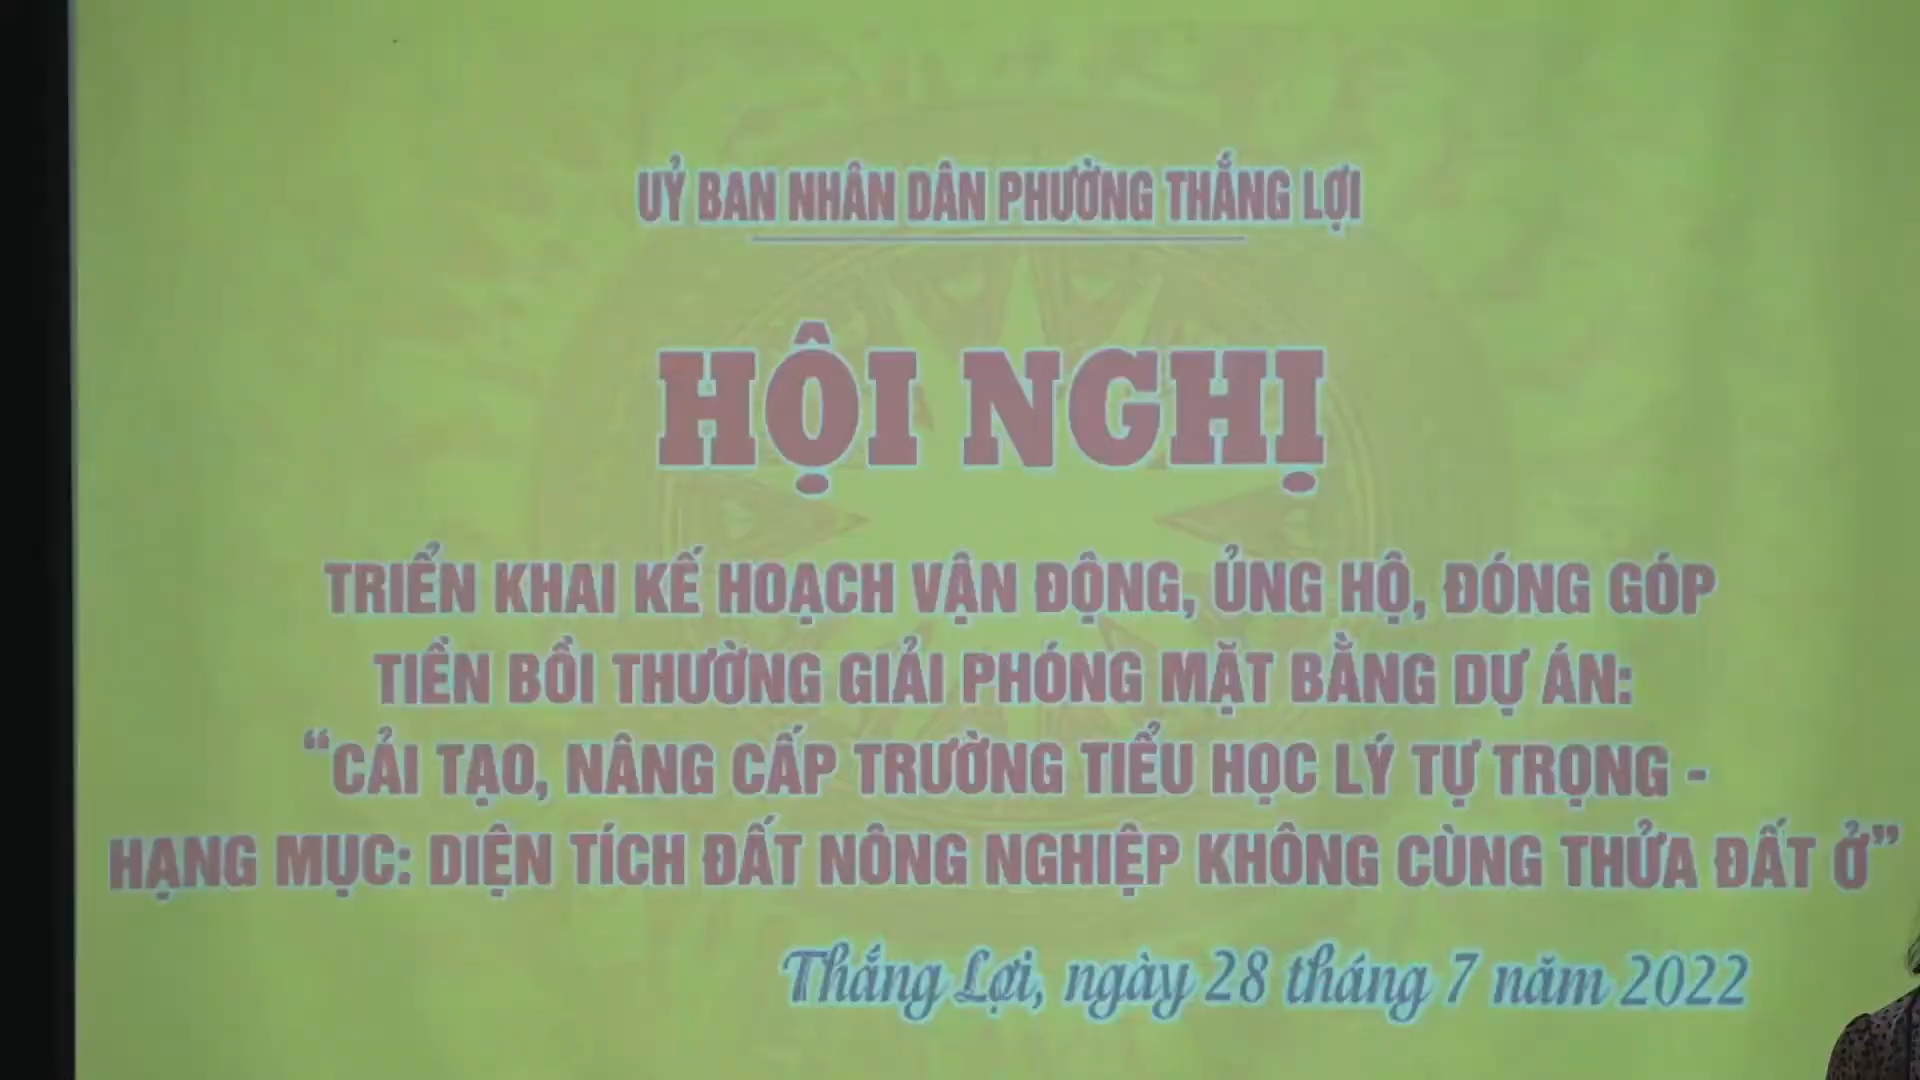 UỶ BAN NHÂN DÂN PHƯỜNG THẮNG LỢI
HỘI NGHỊ
TRIỂN KHAI KẾ HOẠCH VẬN ĐỘNG, ỦNG HỘ, ĐÓNG GÓP
TIỀN BỒI THƯỜNG GIẢI PHÓNG MẶT BẰNG DỰ ÁN:
“CẢI TẠO, NÂNG CẤP TRƯỜNG TIỂU HỌC LÝ TỰ TRỌNG -
HẠNG MỤC: DIỆN TÍCH ĐẤT NÔNG NGHIỆP KHÔNG CÙNG THỬA ĐẤT Ở”
Thắng Lợi, ngày 28 tháng 7 năm 2022